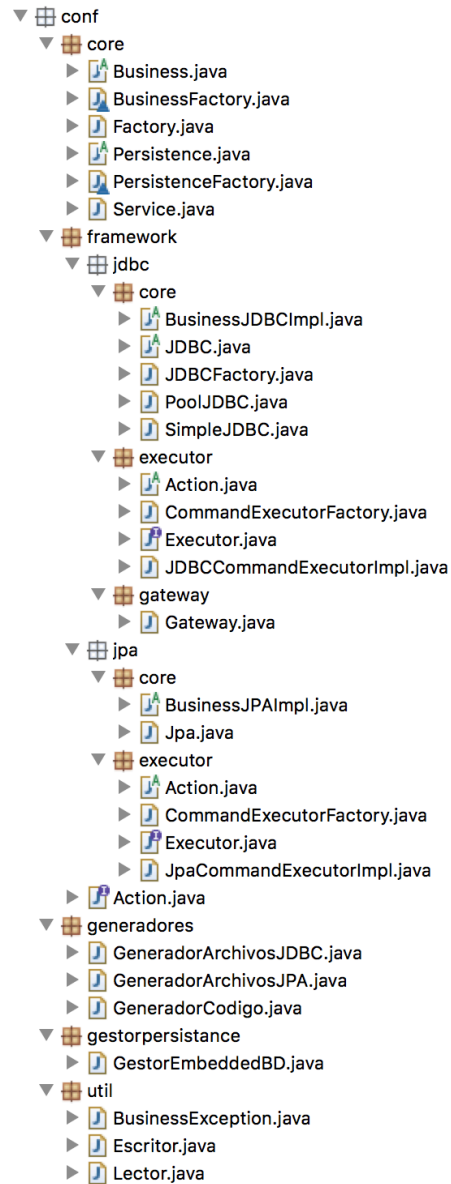 conf
core
Business.java
BusinessFactory.java
Factory.java
Persistence.java
PersistenceFactory.java
Service.java
framework
jdbc
core
BusinessJDBCImpl.java
JDBC.java
JDBCFactory.java
PoolJDBC.java
SimpleJDBC.java
executor
Action.java
CommandExecutorFactory.java
Executor.java
JDBCCommandExecutorImpl.java
gateway
Gateway.java
jpa
core
BusinessJPAImpl.java
Jpa.java
executor
Action.java
CommandExecutorFactory.java
Executor.java
JpaCommandExecutorImpl.java
Action.java
generadores
GeneradorArchivosJDBC.java
GeneradorArchivosJPA.java
GeneradorCodigo.java
gestorpersistance
GestorEmbeddedBD.java
util
BusinessException.java
Escritor.java
Lector.java